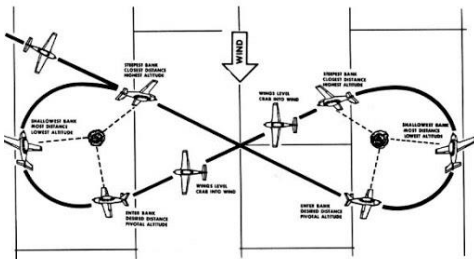 WIND
STEEPEST BANK
CLOSEST DISTANCE
HIGHEST ALTITUDE
STEEPEST BANK
CLOSEST DISTANCE
HIGHEST ALTITUDE
WINGS LEVEL
CRAB INTO WIND
SHALLOWEST BANK
MOST DISTANCE
LOWEST ALTITUDE
SHALLOWEST BANK
MOST DISTANCE
LOWEST ALTITUDE
WINGS LEVEL
CRAB INTO WIND
ENTER BANK
DESIRED DISTANCE
PIVOTAL ALTITUDE
ENTER BANK
DESIRED DISTANCE
PIVOTAL ALTITUDE